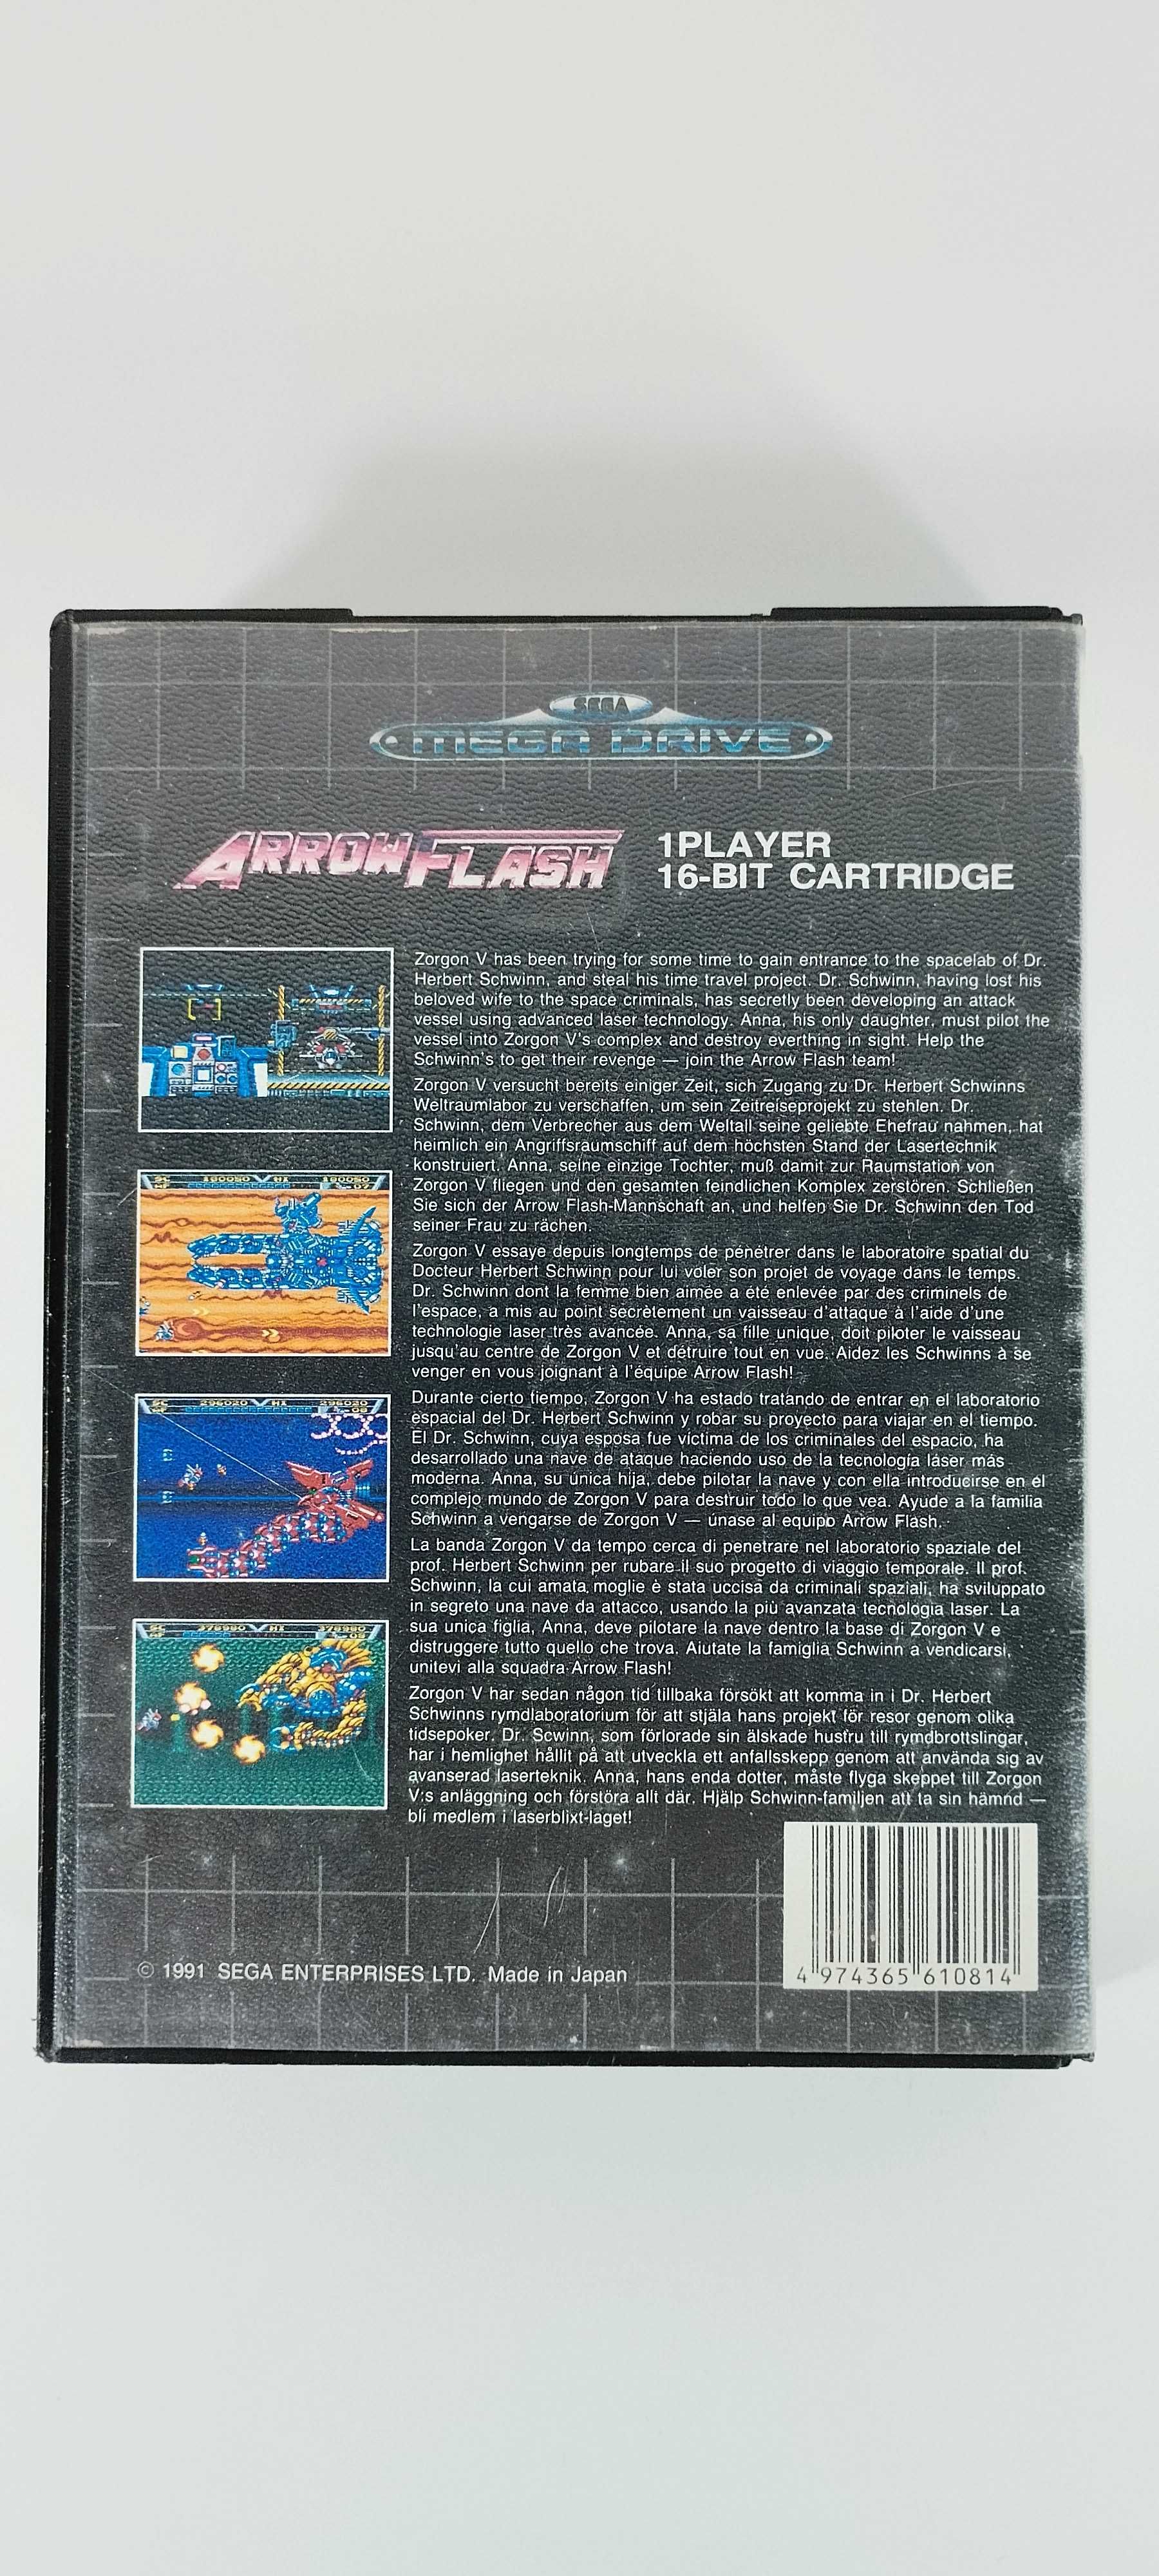 SEGA
MEGA DRIVE
ARROW FLASH
1PLAYER
16-BIT CARTRIDGE
Zorgon V has been trying for some time to gain entrance to the spacelab of Dr.
Herbert Schwinn, and steal his time travel project. Dr. Schwinn, having lost his
beloved wife to the space criminals, has secretly been developing an attack
vessel using advanced laser technology. Anna, his only daughter, must pilot the
vessel into Zorgon V's complex and destroy everthing in sight. Help the
Schwinn's to get their revenge — join the Arrow Flash team!
Zorgon V versucht bereits einiger Zeit, sich Zugang zu Dr. Herbert Schwinns
Weltraumlabor zu verschaffen, um sein Zeitreiseprojekt zu stehlen. Dr.
Schwinn, dem Verbrecher aus dem Weltall seine geliebte Ehefrau nahmen, hat
heimlich ein Angriffsraumschiff auf dem höchsten Stand der Lasertechnik
konstruiert. Anna, seine einzige Tochter, muß damit zur Raumstation von
Zorgon V fliegen und den gesamten feindlichen Komplex zerstören. Schließen
Sie sich der Arrow Flash-Mannschaft an, und helfen Sie Dr. Schwinn den Tod
seiner Frau zu rächen.
Zorgon V essaye depuis longtemps de pénétrer dans le laboratoire spatial du
Docteur Herbert Schwinn pour lui voler son projet de voyage dans le temps.
Dr. Schwinn dont la femme bien aimée a été enlevée par des criminels de
l'espace, a mis au point secrètement un vaisseau d'attaque à l'aide d'une
technologie laser très avancée. Anna, sa fille unique, doit piloter le vaisseau
jusqu'au centre de Zorgon V et détruire tout en vue. Aidez les Schwinns à se
venger en vous joignant à l'équipe Arrow Flash!
Durante cierto tiempo, Zorgon V ha estado tratando de entrar en el laboratorio
espacial del Dr. Herbert Schwinn y robar su proyecto para viajar en el tiempo.
El Dr. Schwinn, cuya esposa fue víctima de los criminales del espacio, ha
desarrollado una nave de ataque haciendo uso de la tecnología láser más
moderna. Anna, su única hija, debe pilotar la nave y con ella introducirse en el
complejo mundo de Zorgon V para destruir todo lo que vea. Ayude a la familia
Schwinn a vengarse de Zorgon V — únase al equipo Arrow Flash.
La banda Zorgon V da tempo cerca di penetrare nel laboratorio spaziale del
prof. Herbert Schwinn per rubare il suo progetto di viaggio temporale. Il prof.
Schwinn, la cui amata moglie è stata uccisa da criminali spaziali, ha sviluppato
in segreto una nave da attacco, usando la più avanzata tecnologia laser. La
sua unica figlia, Anna, deve pilotare la nave dentro la base di Zorgon V e
distruggere tutto quello che trova. Aiutate la famiglia Schwinn a vendicarsi,
unitevi alla squadra Arrow Flash!
Zorgon V har sedan någon tid tillbaka försökt att komma in i Dr. Herbert
Schwinns rymdlaboratorium för att stjäla hans projekt för resor genom olika
tidsepoker. Dr. Scwinn, som förlorade sin älskade hustru till rymdbrottslingar,
har i hemlighet hållit på att utveckla ett anfallsskepp genom att använda sig av
avanserad laserteknik. Anna, hans enda dotter, måste flyga skeppet till Zorgon
V:s anläggning och förstöra allt där. Hjälp Schwinn-familjen att ta sin hämnd —
bli medlem i laserblixt-laget!
© 1991 SEGA ENTERPRISES LTD. Made in Japan
4 974365 610814